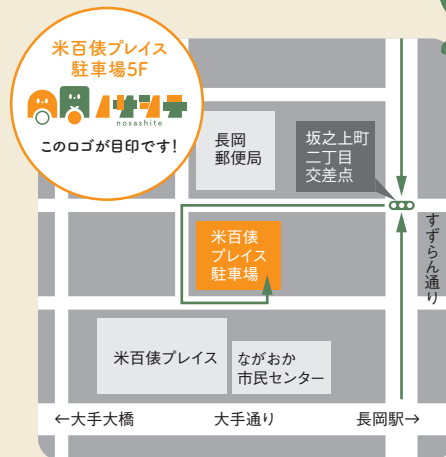 米百俵プレイス
駐車場5F
ノサシテ
nosashite
このロゴが目印です!
長岡
郵便局
坂之上町
二丁目
交差点
すずらん通り
米百俵
プレイス
駐車場
米百俵プレイス
ながおか
市民センター
←大手大橋
大手通り
長岡駅→